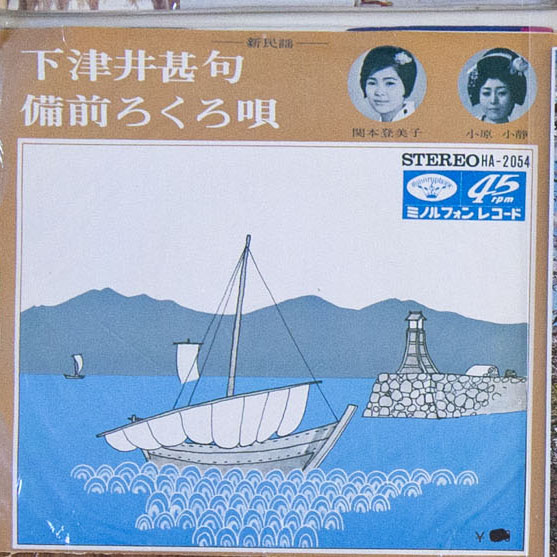 新民謡
下津井甚句
備前ろくろ唄
関本登美子
小原 小静
STEREO HA-2054
45
rpm
ミノルフォン レコード
¥